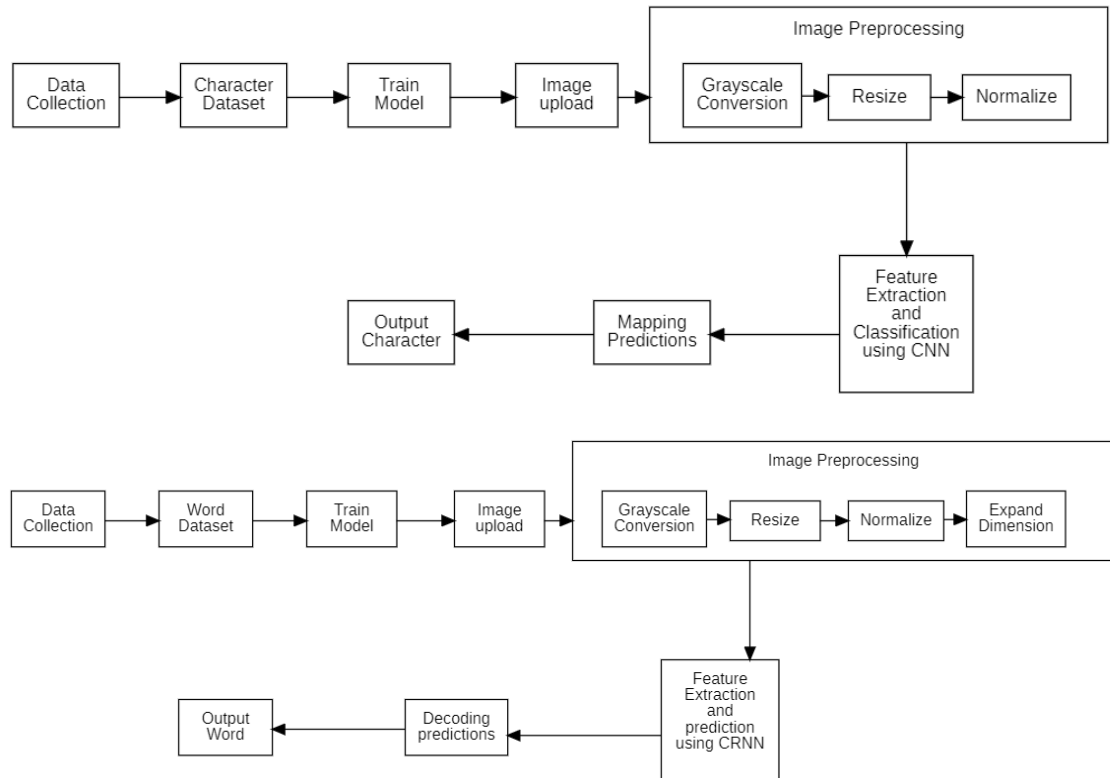 Image Preprocessing
Data
Collection
Character
Dataset
Train
Model
Image
upload
Grayscale
Conversion
Resize
Normalize
Feature
Extraction
and
Classification
using CNN
Mapping
Predictions
Output
Character
Image Preprocessing
Data
Collection
Word
Dataset
Train
Model
Image
upload
Grayscale
Conversion
Resize
Normalize
Expand
Dimension
Feature
Extraction
and
prediction
using CRNN
Decoding
predictions
Output
Word